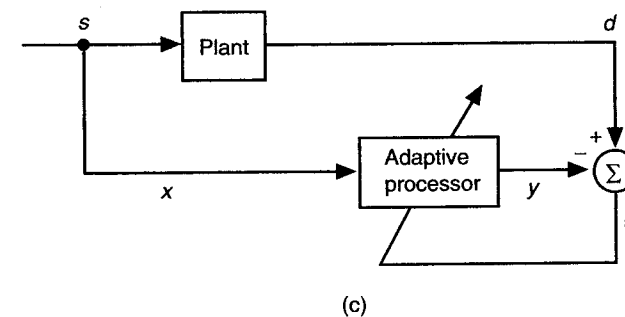 s
Plant
d
+
−
Adaptive
processor
Σ
x
y
(c)